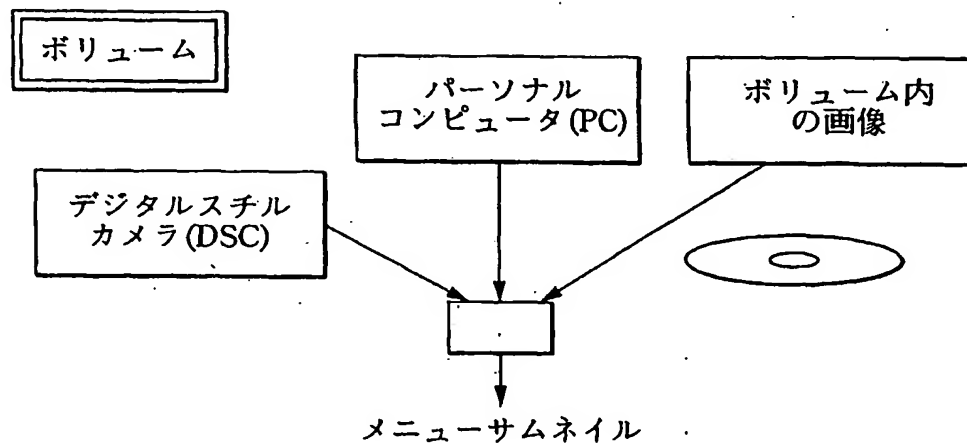 ボリューム
パーソナル
コンピュータ(PC)
ボリューム内
の画像
デジタルスチル
カメラ(DSC)
メニューサムネイル